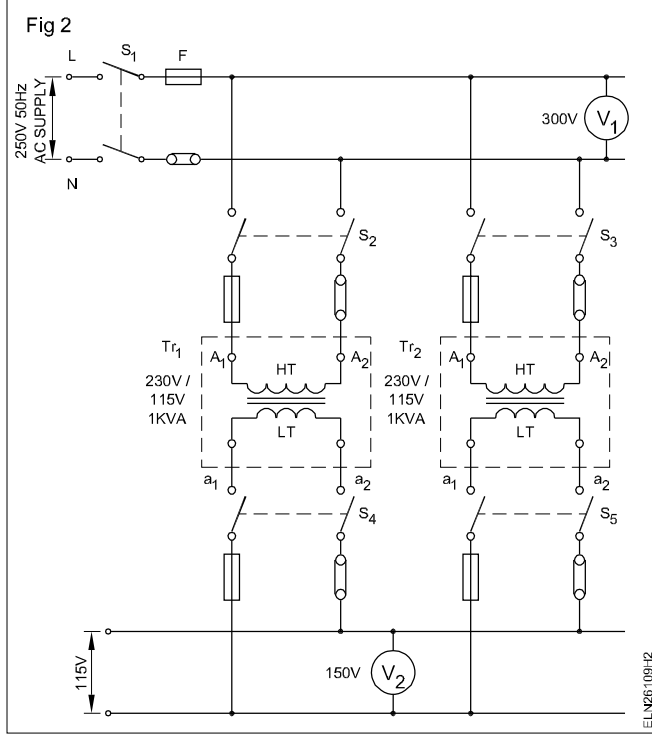 Fig 2
L
S1
F
250V 50Hz
AC SUPPLY
N
300V
V1
S2
S3
Tr1
230V /
115V
1KVA
A1
A2
HT
LT
Tr2
230V /
115V
1KVA
A1
A2
HT
LT
a1
a2
a1
a2
S4
S5
115V
150V
V2
ELN26109H2